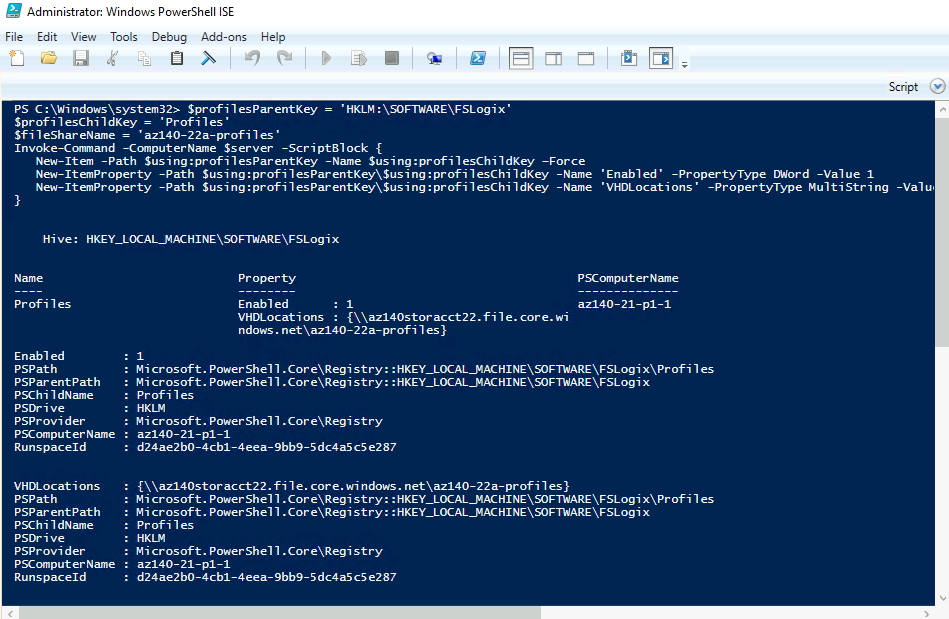 Administrator: Windows PowerShell ISE
File Edit View Tools Debug Add-ons Help
Script
PS C:\Windows\system32> $profilesParentKey = 'HKLM:\SOFTWARE\FSLogix'
$profilesChildKey = 'Profiles'
$fileShareName = 'az140-22a-profiles'
Invoke-Command -ComputerName $server -ScriptBlock {
   New-Item -Path $using:profilesParentKey -Name $using:profilesChildKey -Force
   New-ItemProperty -Path $using:profilesParentKey\$using:profilesChildKey -Name 'Enabled' -PropertyType DWord -Value 1
   New-ItemProperty -Path $using:profilesParentKey\$using:profilesChildKey -Name 'VHDLocations' -PropertyType MultiString -Valu
}
    Hive: HKEY_LOCAL_MACHINE\SOFTWARE\FSLogix
Name                           Property                                       PSComputerName
----                           --------                                       --------------
Profiles                       Enabled      : 1                               az140-21-p1-1
                               VHDLocations : {\\az140storacct22.file.core.wi
                               ndows.net\az140-22a-profiles}
Enabled        : 1
PSPath         : Microsoft.PowerShell.Core\Registry::HKEY_LOCAL_MACHINE\SOFTWARE\FSLogix\Profiles
PSParentPath   : Microsoft.PowerShell.Core\Registry::HKEY_LOCAL_MACHINE\SOFTWARE\FSLogix
PSChildName    : Profiles
PSDrive        : HKLM
PSProvider     : Microsoft.PowerShell.Core\Registry
PSComputerName : az140-21-p1-1
RunspaceId     : d24ae2b0-4cb1-4eea-9bb9-5dc4a5c5e287
VHDLocations   : {\\az140storacct22.file.core.windows.net\az140-22a-profiles}
PSPath         : Microsoft.PowerShell.Core\Registry::HKEY_LOCAL_MACHINE\SOFTWARE\FSLogix\Profiles
PSParentPath   : Microsoft.PowerShell.Core\Registry::HKEY_LOCAL_MACHINE\SOFTWARE\FSLogix
PSChildName    : Profiles
PSDrive        : HKLM
PSProvider     : Microsoft.PowerShell.Core\Registry
PSComputerName : az140-21-p1-1
RunspaceId     : d24ae2b0-4cb1-4eea-9bb9-5dc4a5c5e287